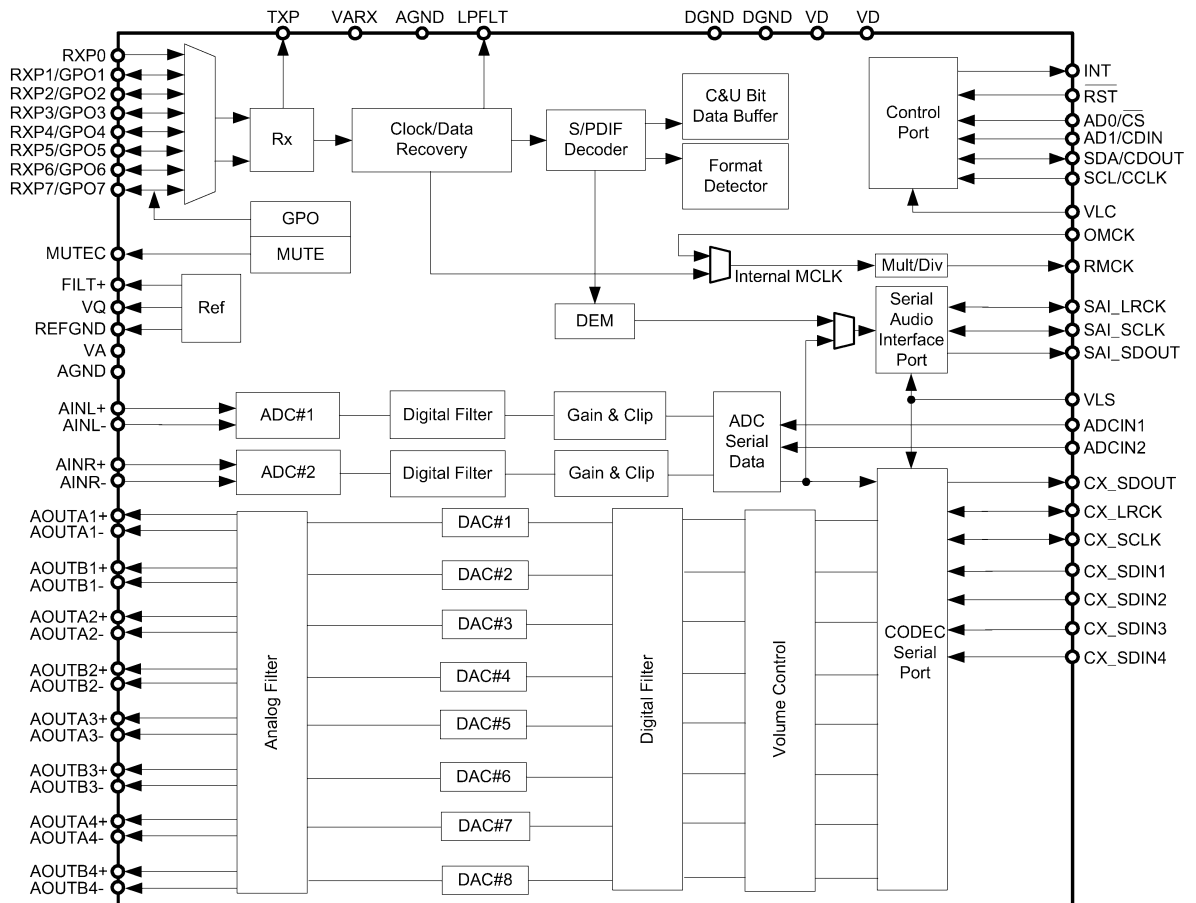 TXP VARX AGND LPFLT DGND DGND VD VD
RXP0
RXP1/GPO1
RXP2/GPO2
RXP3/GPO3
RXP4/GPO4
RXP5/GPO5
RXP6/GPO6
RXP7/GPO7
Rx
Clock/Data
Recovery
S/PDIF
Decoder
C&U Bit
Data Buffer
Format
Detector
Control
Port
INT
RST
AD0/CS
AD1/CDIN
SDA/CDOUT
SCL/CCLK
VLC
OMCK
RMCK
GPO
MUTE
MUTEC
FILT+
VQ
REFGND
VA
AGND
Ref
Internal MCLK
Mult/Div
DEM
Serial
Audio
Interface
Port
SAI_LRCK
SAI_SCLK
SAI_SDOUT
VLS
ADCIN1
ADCIN2
AINL+
AINL-
AINR+
AINR-
ADC#1
Digital Filter
Gain & Clip
ADC#2
Digital Filter
Gain & Clip
ADC
Serial
Data
CX_SDOUT
CX_LRCK
CX_SCLK
CX_SDIN1
CX_SDIN2
CX_SDIN3
CX_SDIN4
AOUTA1+
AOUTA1-
AOUTB1+
AOUTB1-
AOUTA2+
AOUTA2-
AOUTB2+
AOUTB2-
AOUTA3+
AOUTA3-
AOUTB3+
AOUTB3-
AOUTA4+
AOUTA4-
AOUTB4+
AOUTB4-
Analog Filter
DAC#1
DAC#2
DAC#3
DAC#4
DAC#5
DAC#6
DAC#7
DAC#8
Digital Filter
Volume Control
CODEC
Serial
Port